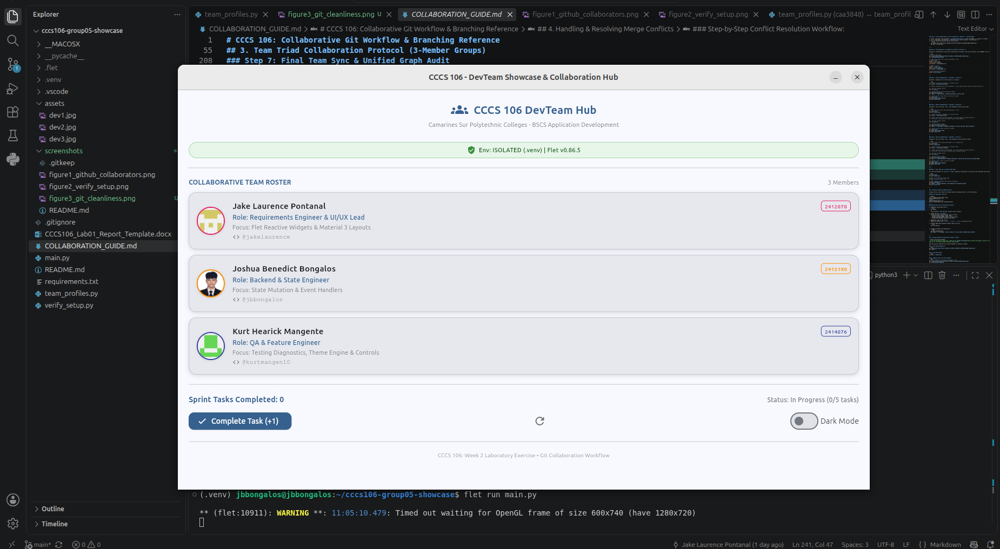 Explorer
cccs106-group05-showcase
__MACOSX
__pycache__
.flet
.venv
.vscode
assets
dev1.jpg
dev2.jpg
dev3.jpg
screenshots
.gitkeep
figure1_github_collaborators.png
figure2_verify_setup.png
figure3_git_cleanliness.png U
README.md
.gitignore
CCCS106_Lab01_Report_Template.docx
COLLABORATION_GUIDE.md
main.py
README.md
requirements.txt
team_profiles.py
verify_setup.py
Outline
Timeline
1
team_profiles.py
figure3_git_cleanliness.png U
COLLABORATION_GUIDE.md
figure1_github_collaborators.png
figure2_verify_setup.png
team_profiles.py (caa3848) ↔ team_profil
COLLABORATION_GUIDE.md > abc # CCCS 106: Collaborative Git Workflow & Branching Reference > abc ## 4. Handling & Resolving Merge Conflicts > abc ### Step-by-Step Conflict Resolution Workflow:
Text Editor
1 # CCCS 106: Collaborative Git Workflow & Branching Reference
55 ## 3. Team Triad Collaboration Protocol (3-Member Groups)
208 ### Step 7: Final Team Sync & Unified Graph Audit
CCCS 106 - DevTeam Showcase & Collaboration Hub
CCCS 106 DevTeam Hub
Camarines Sur Polytechnic Colleges - BSCS Application Development
Env: ISOLATED (.venv) | Flet v0.86.5
COLLABORATIVE TEAM ROSTER
3 Members
Jake Laurence Pontanal
2412878
Role: Requirements Engineer & UI/UX Lead
Focus: Flet Reactive Widgets & Material 3 Layouts
@jakelaurence
Joshua Benedict Bongalos
2412190
Role: Backend & State Engineer
Focus: State Mutation & Event Handlers
@jbbongalos
Kurt Hearick Mangente
2414876
Role: QA & Feature Engineer
Focus: Testing Diagnostics, Theme Engine & Controls
@kurtmangen10
Sprint Tasks Completed: 0
Status: In Progress (0/5 tasks)
Complete Task (+1)
Dark Mode
CCCS 106: Week 2 Laboratory Exercise • Git Collaboration Workflow
python3
(.venv) jbbongalos@jbbongalos:~/cccs106-group05-showcase$ flet run main.py
** (flet:10911): WARNING **: 11:05:10.479: Timed out waiting for OpenGL frame of size 600x740 (have 1280x720)
main*
0 0
Jake Laurence Pontanal (1 day ago)
Ln 241, Col 47
Spaces: 3
UTF-8
LF
{ } Markdown